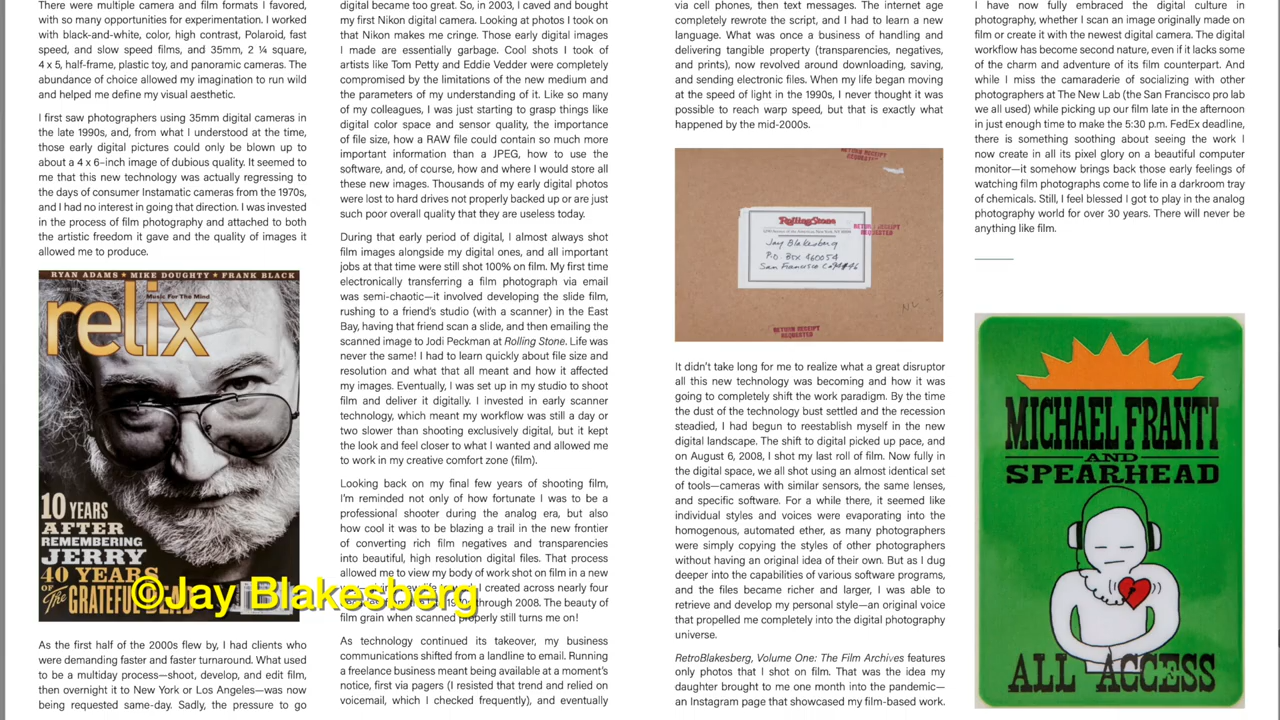 There were multiple camera and film formats I favored,
with so many opportunities for experimentation. I worked
with black-and-white, color, high contrast, Polaroid, fast
speed, and slow speed films, and 35mm, 2 ¼ square,
4 x 5, half-frame, plastic toy, and panoramic cameras. The
abundance of choice allowed my imagination to run wild
and helped me define my visual aesthetic.
I first saw photographers using 35mm digital cameras in
the late 1990s, and, from what I understood at the time,
those early digital pictures could only be blown up to
about a 4 x 6-inch image of dubious quality. It seemed to
me that this new technology was actually regressing to
the days of consumer Instamatic cameras from the 1970s,
and I had no interest in going that direction. I was invested
in the process of film photography and attached to both
the artistic freedom it gave and the quality of images it
allowed me to produce.
RYAN ADAMS ★ MIKE DOUGHTY ★ FRANK BLACK
relix
Music For The Mind
10 YEARS
AFTER
REMEMBERING
JERRY
40 YEARS
OF The GRATEFUL DEAD
As the first half of the 2000s flew by, I had clients who
were demanding faster and faster turnaround. What used
to be a multiday process—shoot, develop, and edit film,
then overnight it to New York or Los Angeles—was now
being requested same-day. Sadly, the pressure to go
digital became too great. So, in 2003, I caved and bought
my first Nikon digital camera. Looking at photos I took on
that Nikon makes me cringe. Those early digital images
I made are essentially garbage. Cool shots I took of
artists like Tom Petty and Eddie Vedder were completely
compromised by the limitations of the new medium and
the parameters of my understanding of it. Like so many
of my colleagues, I was just starting to grasp things like
digital color space and sensor quality, the importance
of file size, how a RAW file could contain so much more
important information than a JPEG, how to use the
software, and, of course, how and where I would store all
these new images. Thousands of my early digital photos
were lost to hard drives not properly backed up or are just
such poor overall quality that they are useless today.
During that early period of digital, I almost always shot
film images alongside my digital ones, and all important
jobs at that time were still shot 100% on film. My first time
electronically transferring a film photograph via email
was semi-chaotic—it involved developing the slide film,
rushing to a friend's studio (with a scanner) in the East
Bay, having that friend scan a slide, and then emailing the
scanned image to Jodi Peckman at Rolling Stone. Life was
never the same! I had to learn quickly about file size and
resolution and what that all meant and how it affected
my images. Eventually, I was set up in my studio to shoot
film and deliver it digitally. I invested in early scanner
technology, which meant my workflow was still a day or
two slower than shooting exclusively digital, but it kept
the look and feel closer to what I wanted and allowed me
to work in my creative comfort zone (film).
Looking back on my final few years of shooting film,
I'm reminded not only of how fortunate I was to be a
professional shooter during the analog era, but also
how cool it was to be blazing a trail in the new frontier
of converting rich film negatives and transparencies
into beautiful, high resolution digital files. That process
allowed me to view my body of work shot on film in a new
I created across nearly four
through 2008. The beauty of
film grain when scanned properly still turns me on!
As technology continued its takeover, my business
communications shifted from a landline to email. Running
a freelance business meant being available at a moment's
notice, first via pagers (I resisted that trend and relied on
voicemail, which I checked frequently), and eventually
©Jay Blakesberg
via cell phones, then text messages. The internet age
completely rewrote the script, and I had to learn a new
language. What was once a business of handling and
delivering tangible property (transparencies, negatives,
and prints), now revolved around downloading, saving,
and sending electronic files. When my life began moving
at the speed of light in the 1990s, I never thought it was
possible to reach warp speed, but that is exactly what
happened by the mid-2000s.
RETURN RECEIPT
REQUESTED
RollingStone
Jay Blakesberg
P.O. BOX 460054
San Francisco CA
RETURN RECEIPT
REQUESTED
RETURN RECEIPT
REQUESTED
It didn't take long for me to realize what a great disruptor
all this new technology was becoming and how it was
going to completely shift the work paradigm. By the time
the dust of the technology bust settled and the recession
steadied, I had begun to reestablish myself in the new
digital landscape. The shift to digital picked up pace, and
on August 6, 2008, I shot my last roll of film. Now fully in
the digital space, we all shot using an almost identical set
of tools—cameras with similar sensors, the same lenses,
and specific software. For a while there, it seemed like
individual styles and voices were evaporating into the
homogenous, automated ether, as many photographers
were simply copying the styles of other photographers
without having an original idea of their own. But as I dug
deeper into the capabilities of various software programs,
and the files became richer and larger, I was able to
retrieve and develop my personal style—an original voice
that propelled me completely into the digital photography
universe.
RetroBlakesberg, Volume One: The Film Archives features
only photos that I shot on film. That was the idea my
daughter brought to me one month into the pandemic—
an Instagram page that showcased my film-based work.
I have now fully embraced the digital culture in
photography, whether I scan an image originally made on
film or create it with the newest digital camera. The digital
workflow has become second nature, even if it lacks some
of the charm and adventure of its film counterpart. And
while I miss the camaraderie of socializing with other
photographers at The New Lab (the San Francisco pro lab
we all used) while picking up our film late in the afternoon
in just enough time to make the 5:30 p.m. FedEx deadline,
there is something soothing about seeing the work I
now create in all its pixel glory on a beautiful computer
monitor—it somehow brings back those early feelings of
watching film photographs come to life in a darkroom tray
of chemicals. Still, I feel blessed I got to play in the analog
photography world for over 30 years. There will never be
anything like film.
MICHAEL FRANTI
AND
SPEARHEAD
ALL ACCESS